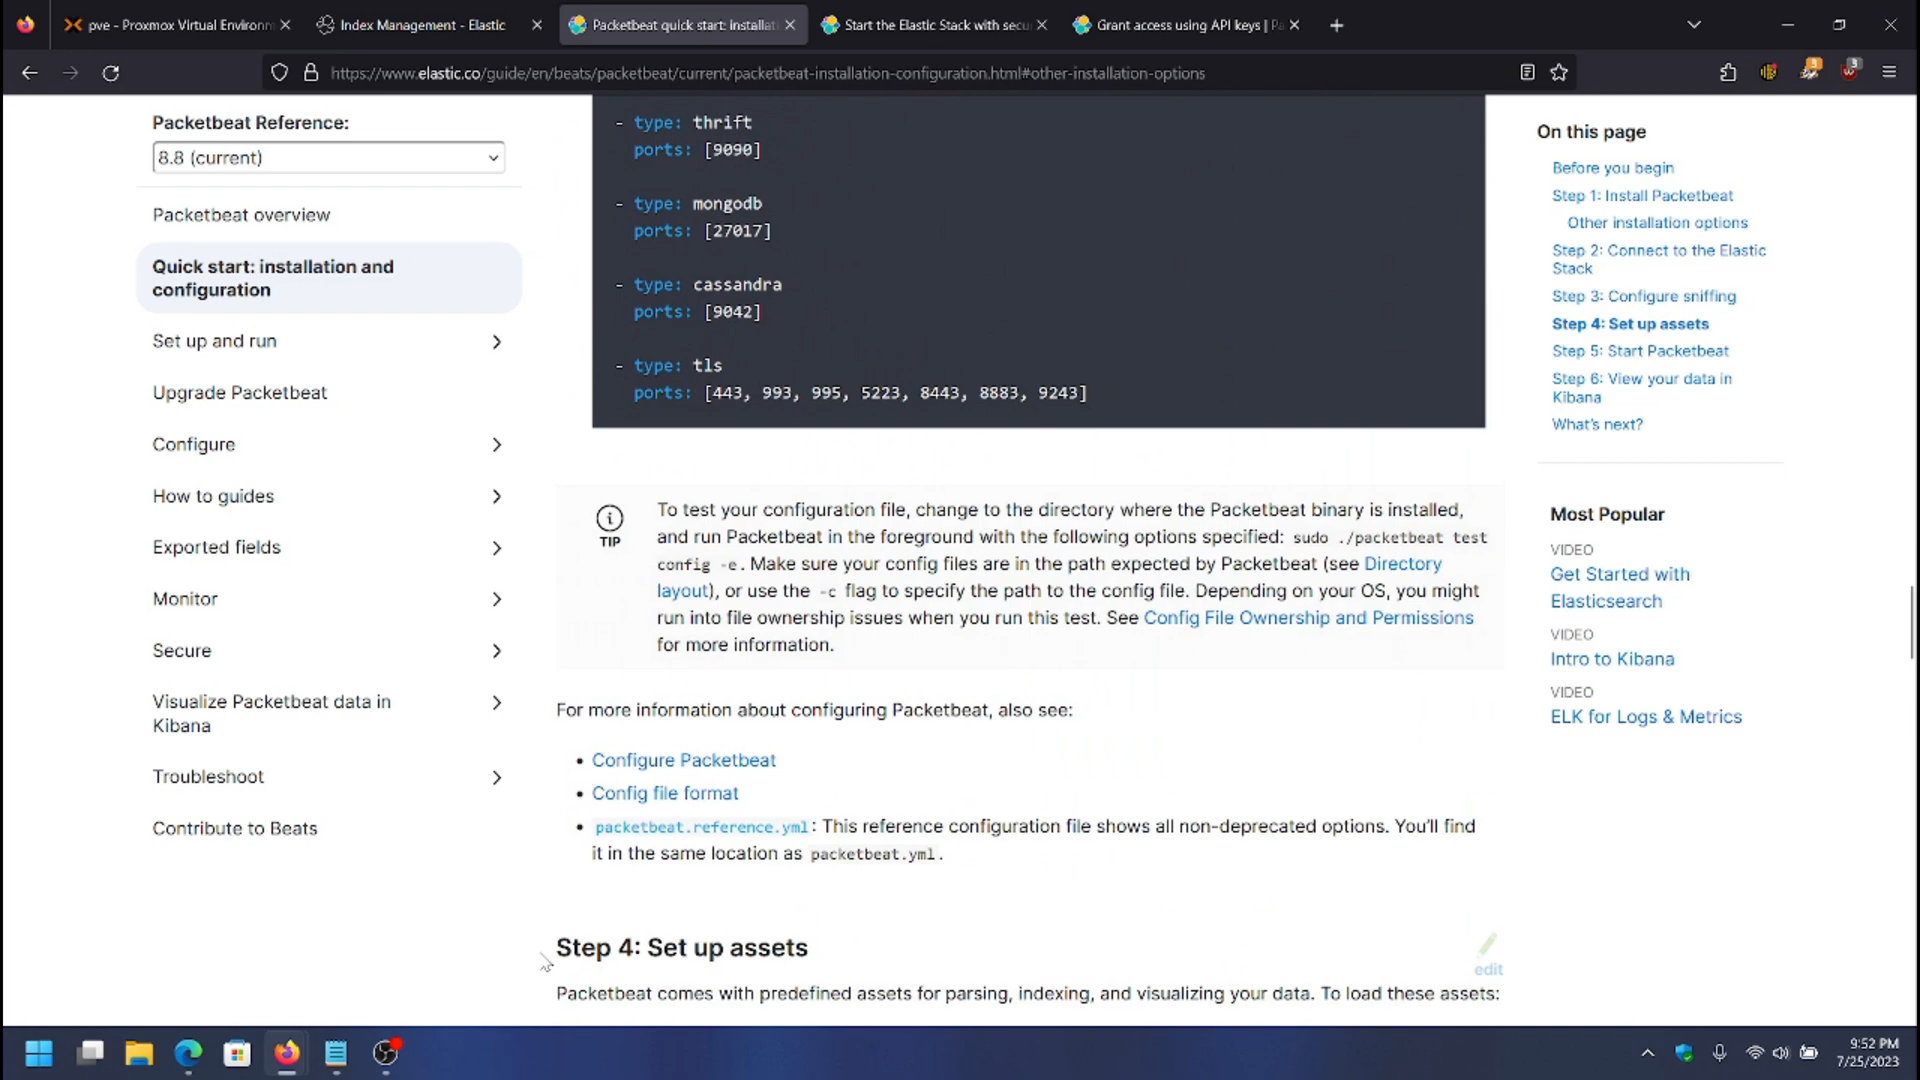 pve - Proxmox Virtual Environm
Index Management - Elastic
Packetbeat quick start: installati
Start the Elastic Stack with secu
Grant access using API keys | Pa
https://www.elastic.co/guide/en/beats/packetbeat/current/packetbeat-installation-configuration.html#other-installation-options
3
3
Packetbeat Reference:
8.8 (current)
Packetbeat overview
Quick start: installation and
configuration
Set up and run
Upgrade Packetbeat
Configure
How to guides
Exported fields
Monitor
Secure
Visualize Packetbeat data in
Kibana
Troubleshoot
Contribute to Beats
- type: thrift
ports: [9090]
- type: mongodb
ports: [27017]
- type: cassandra
ports: [9042]
- type: tls
ports: [443, 993, 995, 5223, 8443, 8883, 9243]
TIP
To test your configuration file, change to the directory where the Packetbeat binary is installed,
and run Packetbeat in the foreground with the following options specified: sudo ./packetbeat test
config -e. Make sure your config files are in the path expected by Packetbeat (see Directory
layout), or use the -c flag to specify the path to the config file. Depending on your OS, you might
run into file ownership issues when you run this test. See Config File Ownership and Permissions
for more information.
For more information about configuring Packetbeat, also see:
• Configure Packetbeat
• Config file format
• packetbeat.reference.yml: This reference configuration file shows all non-deprecated options. You'll find
it in the same location as packetbeat.yml.
Step 4: Set up assets
edit
Packetbeat comes with predefined assets for parsing, indexing, and visualizing your data. To load these assets:
On this page
Before you begin
Step 1: Install Packetbeat
Other installation options
Step 2: Connect to the Elastic
Stack
Step 3: Configure sniffing
Step 4: Set up assets
Step 5: Start Packetbeat
Step 6: View your data in
Kibana
What's next?
Most Popular
VIDEO
Get Started with
Elasticsearch
VIDEO
Intro to Kibana
VIDEO
ELK for Logs & Metrics
9:52 PM
7/25/2023